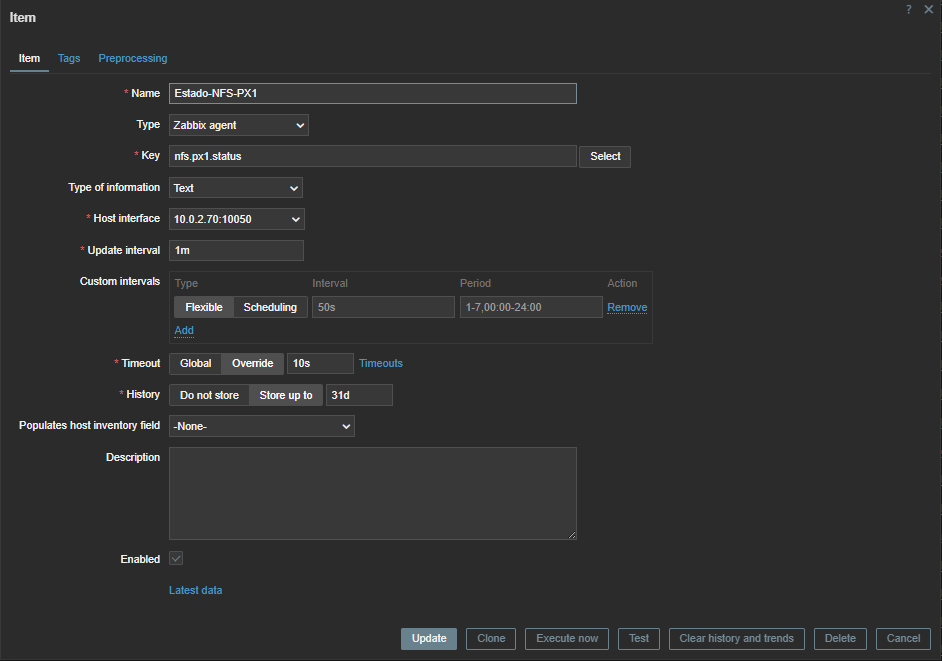 Item
?
Item Tags Preprocessing
* Name Estado-NFS-PX1
Type Zabbix agent
* Key nfs.px1.status Select
Type of information Text
* Host interface 10.0.2.70:10050
* Update interval 1m
Custom intervals Type Interval Period Action
Flexible Scheduling 50s 1-7,00:00-24:00 Remove
Add
* Timeout Global Override 10s Timeouts
* History Do not store Store up to 31d
Populates host inventory field -None-
Description
Enabled
Latest data
Update Clone Execute now Test Clear history and trends Delete Cancel